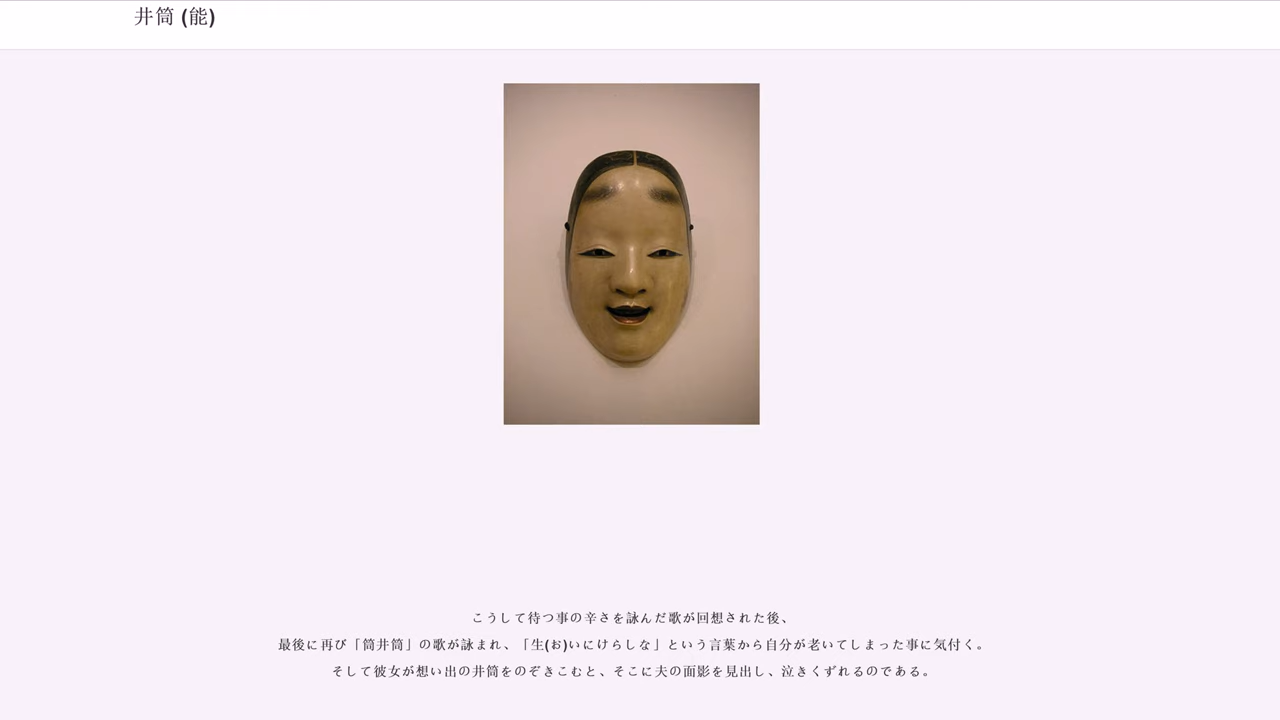 井筒 (能)
こうして待つ事の辛さを詠んだ歌が回想された後、
最後に再び「筒井筒」の歌が詠まれ、「生(お)いにけらしな」という言葉から自分が老いてしまった事に気付く。
そして彼女が想い出の井筒をのぞきこむと、そこに夫の面影を見出し、泣きくずれるのである。